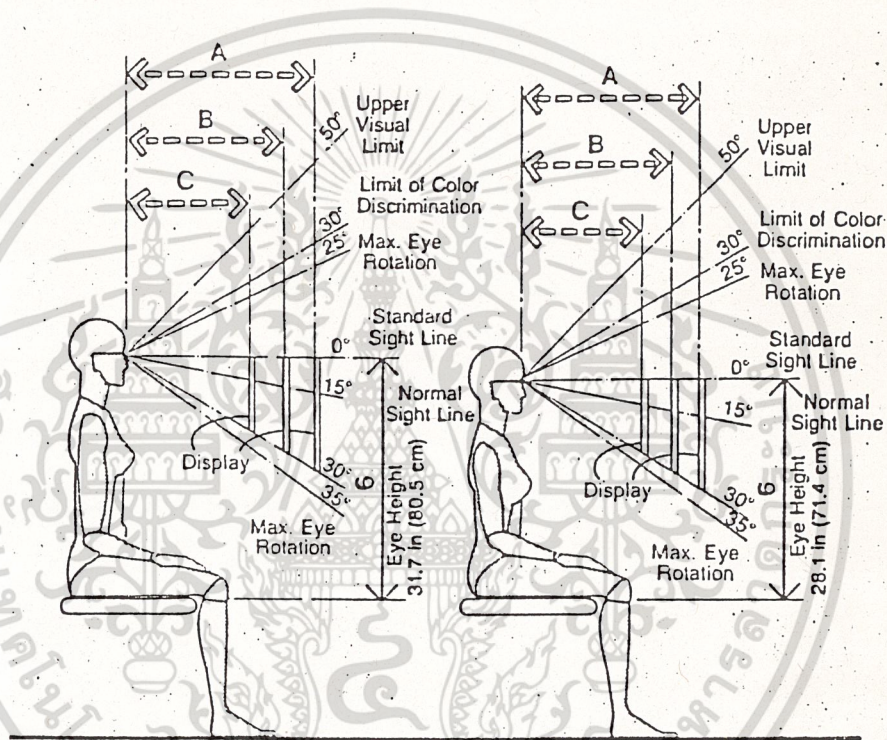 A
B
C
50°
Upper
Visual
Limit
30°
Limit of Color
Discrimination
25°
Max. Eye
Rotation
Standard
Sight Line
0°
15°
Normal
Sight Line
Display
30°
35°
Max. Eye
Rotation
6
Eye Height
31.7 in (80.5 cm)
A
B
C
50°
Upper
Visual
Limit
30°
Limit of Color
Discrimination
25°
Max. Eye
Rotation
Standard
Sight Line
0°
15°
Normal
Sight Line
Display
30°
35°
Max. Eye
Rotation
6
Eye Height
28.1 in (71.4 cm)